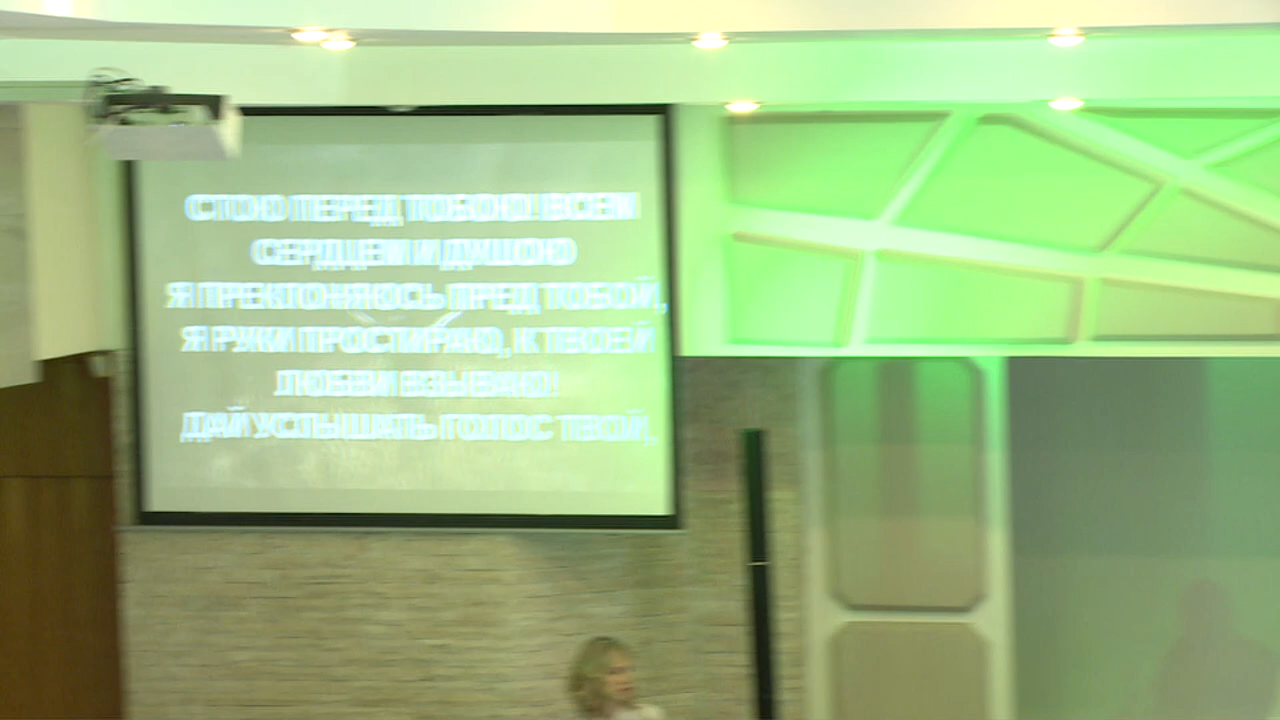 СТОЮ ПЕРЕД ТОБОЮ! ВСЕМ
СЕРДЦЕМ И ДУШОЮ
Я ПРЕКЛОНЯЮСЬ ПРЕД ТОБОЙ,
Я РУКИ ПРОСТИРАЮ, К ТВОЕЙ
ЛЮБВИ ВЗЫВАЮ!
ДАЙ УСЛЫШАТЬ ГОЛОС ТВОЙ.